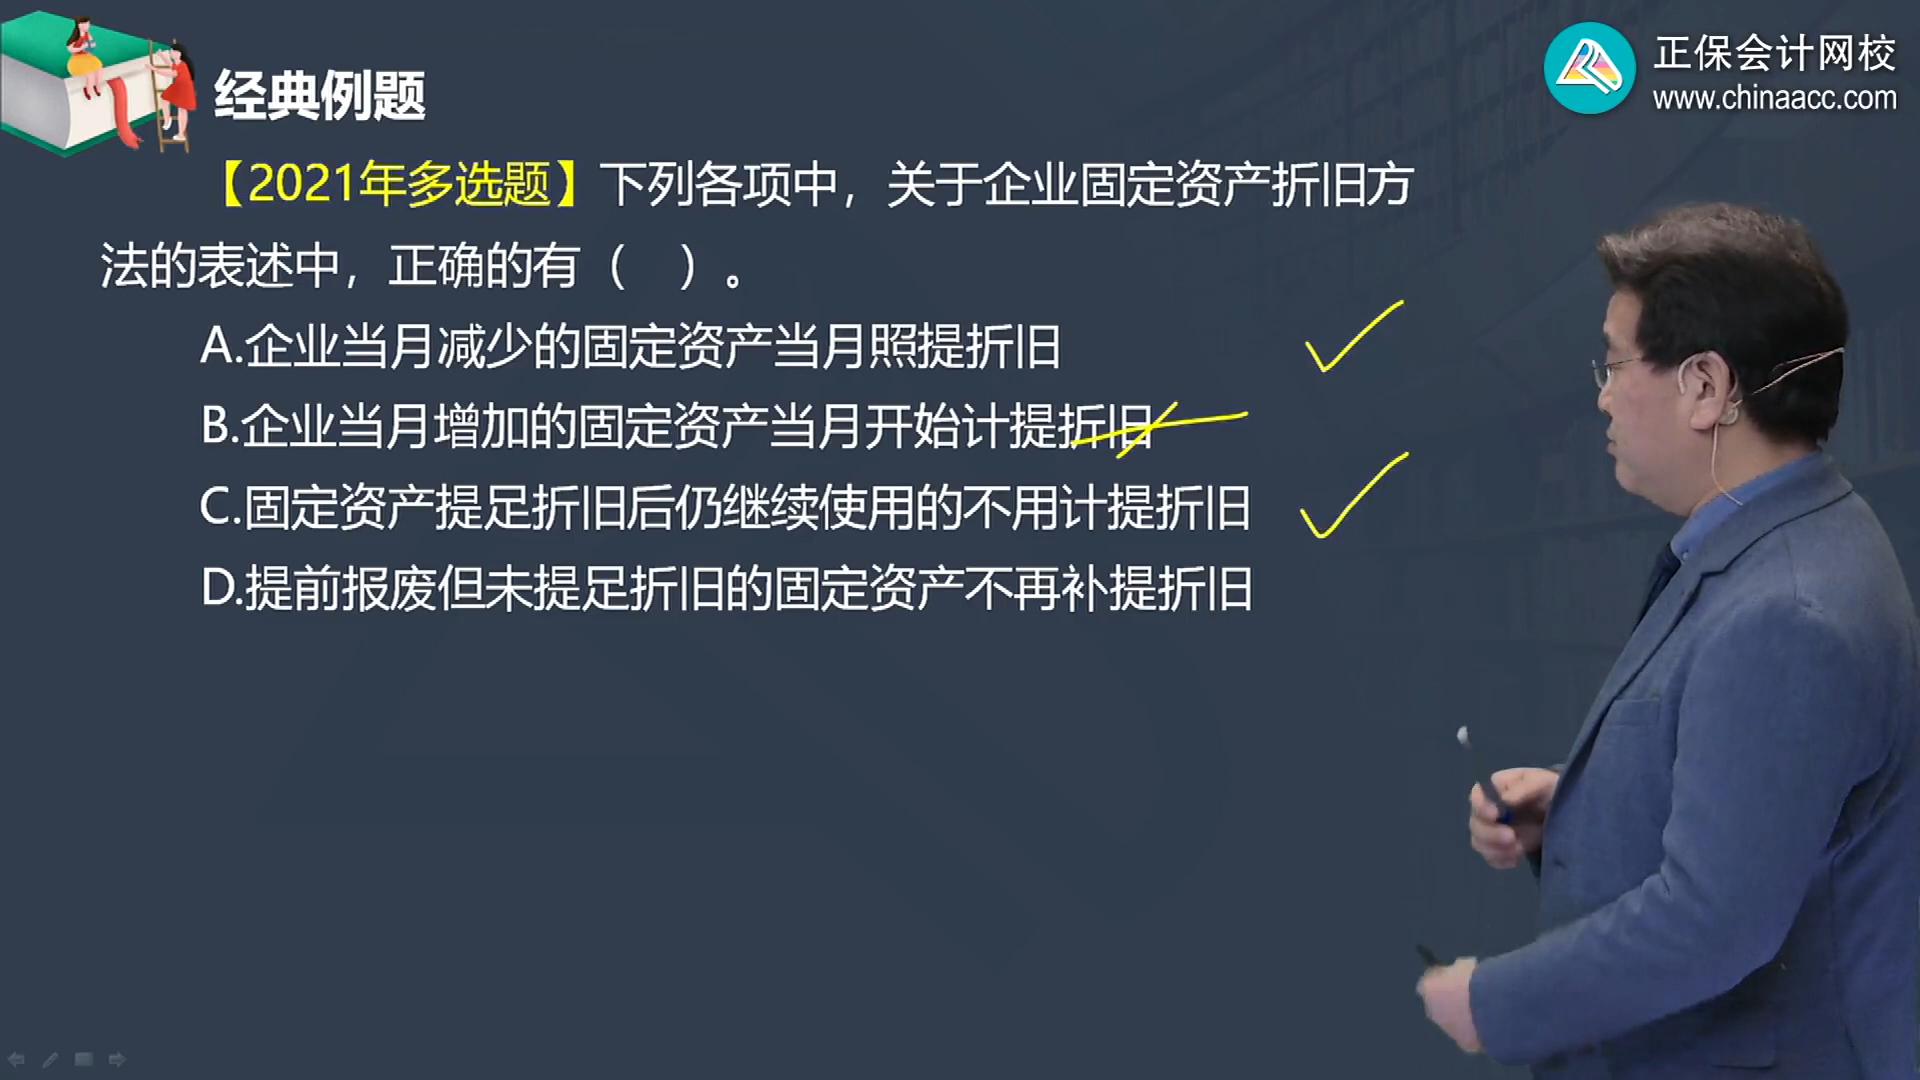 正保会计网校
www.chinaacc.com
经典例题
【2021年多选题】下列各项中，关于企业固定资产折旧方
法的表述中，正确的有（　）。
A.企业当月减少的固定资产当月照提折旧
B.企业当月增加的固定资产当月开始计提折旧
C.固定资产提足折旧后仍继续使用的不用计提折旧
D.提前报废但未提足折旧的固定资产不再补提折旧